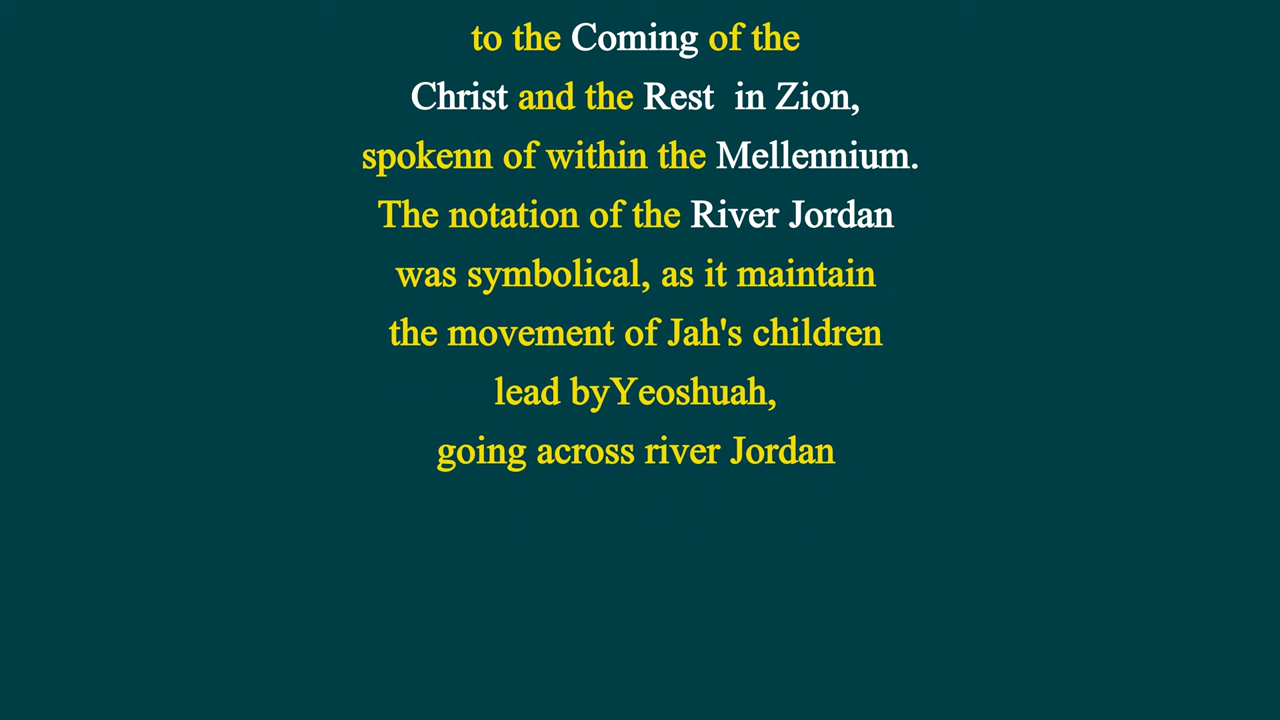 to the Coming of the
Christ and the Rest  in Zion,
spokenn of within the Mellennium.
The notation of the River Jordan
was symbolical, as it maintain
the movement of Jah's children
lead byYeoshuah,
going across river Jordan